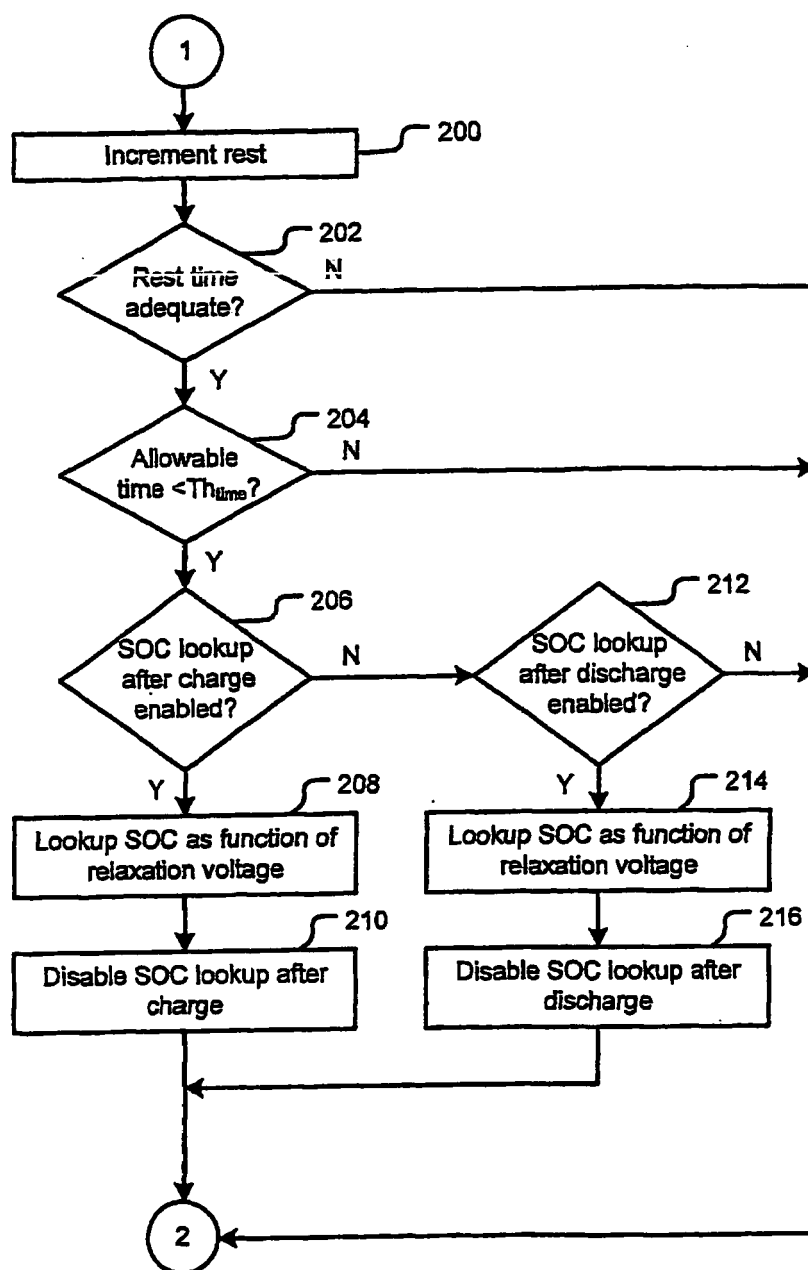 1
Increment rest
200
202
Rest time
adequate?
N
Y
204
Allowable
time <Th_time?
N
Y
206
SOC lookup
after charge
enabled?
N
212
SOC lookup
after discharge
enabled?
N
Y
208
Lookup SOC as function of
relaxation voltage
Y
214
Lookup SOC as function of
relaxation voltage
210
Disable SOC lookup after
charge
216
Disable SOC lookup after
discharge
2